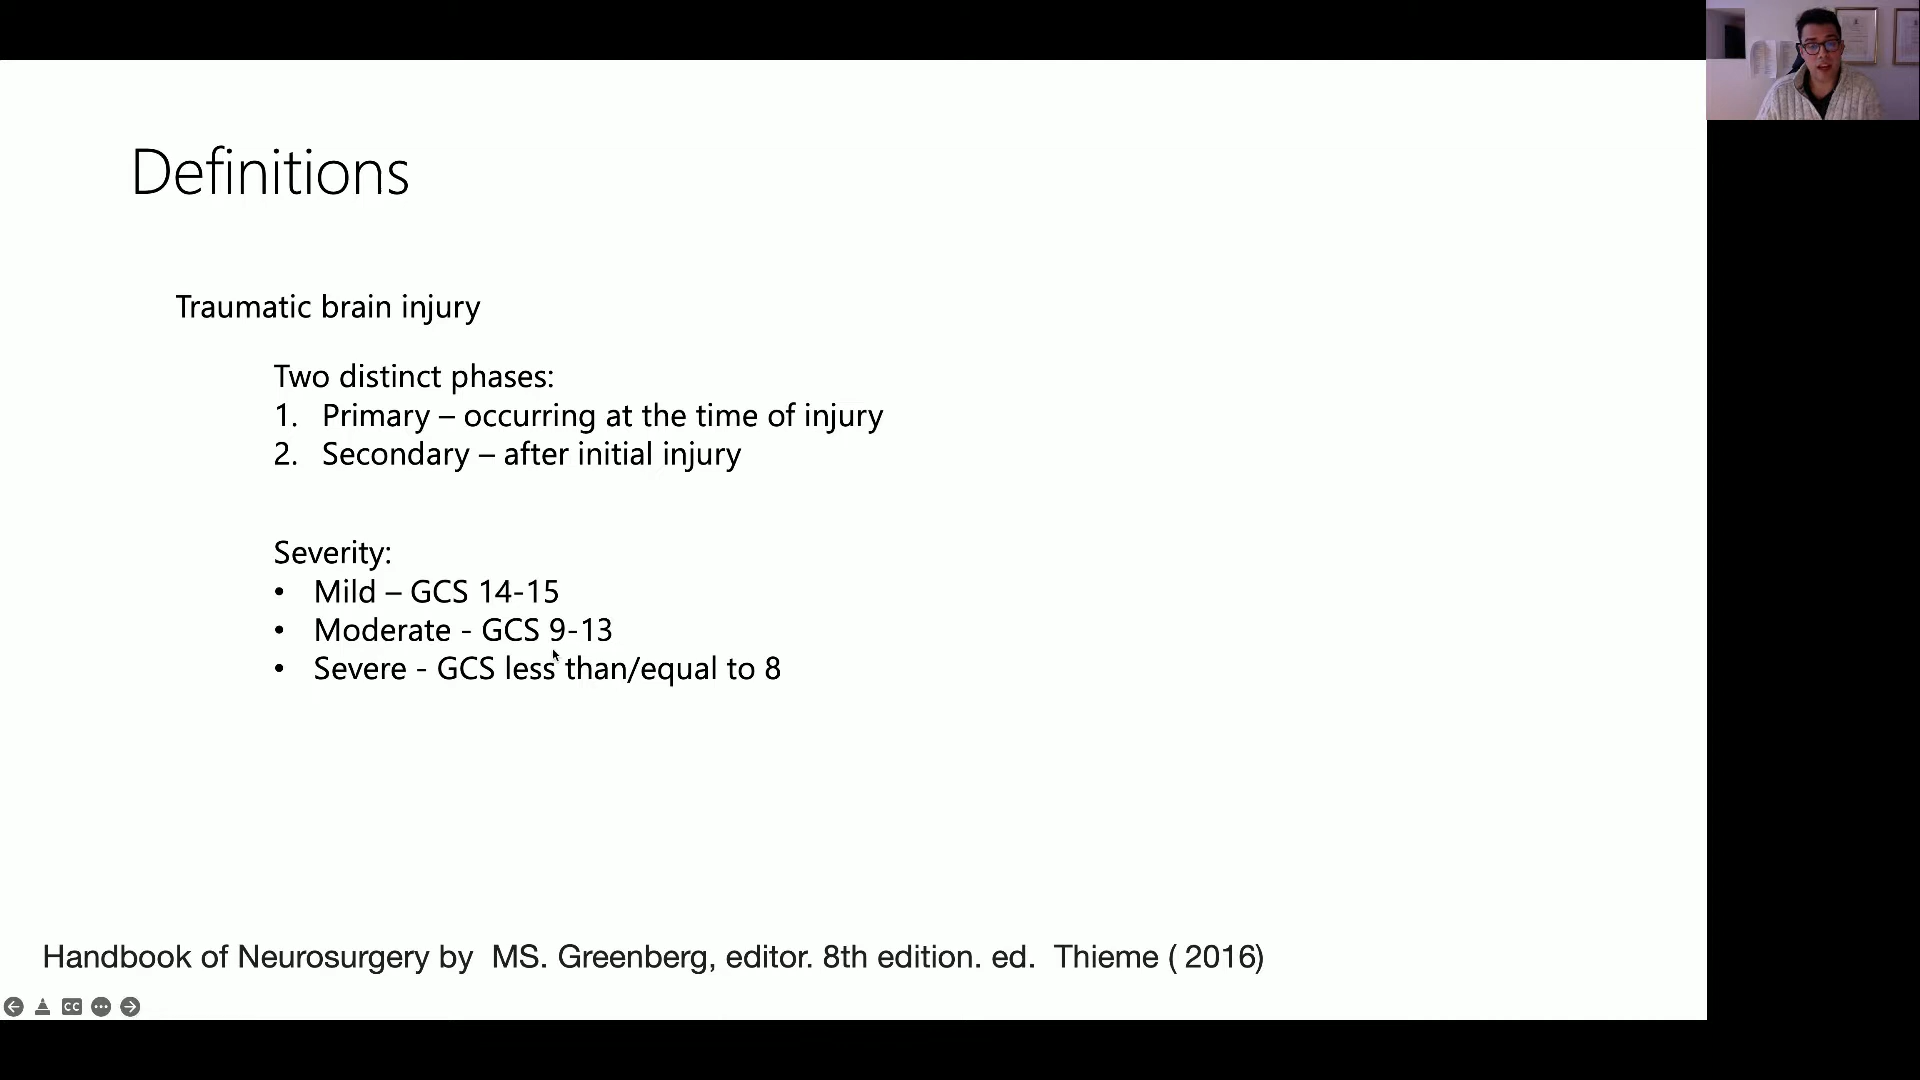 Definitions
Traumatic brain injury
Two distinct phases:
1. Primary – occurring at the time of injury
2. Secondary – after initial injury
Severity:
• Mild – GCS 14-15
• Moderate - GCS 9-13
• Severe - GCS less than/equal to 8
Handbook of Neurosurgery by MS. Greenberg, editor. 8th edition. ed. Thieme ( 2016)
CC